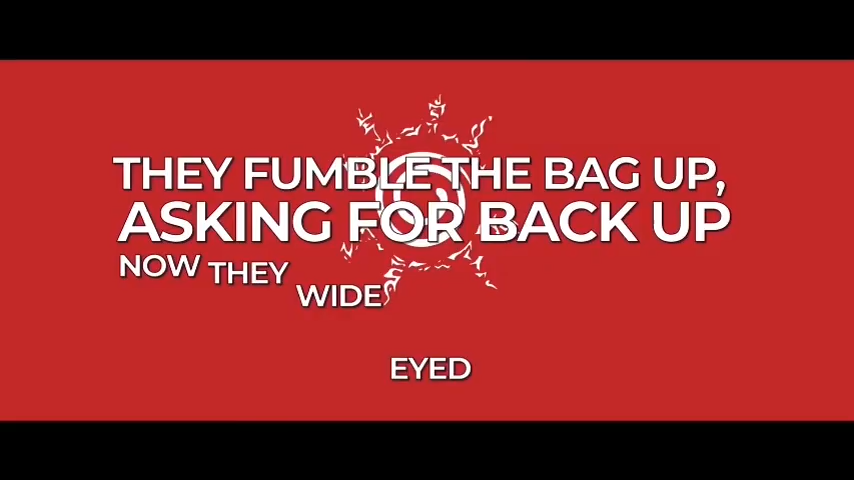 THEY FUMBLE THE BAG UP,
ASKING FOR BACK UP
NOW THEY WIDE
EYED